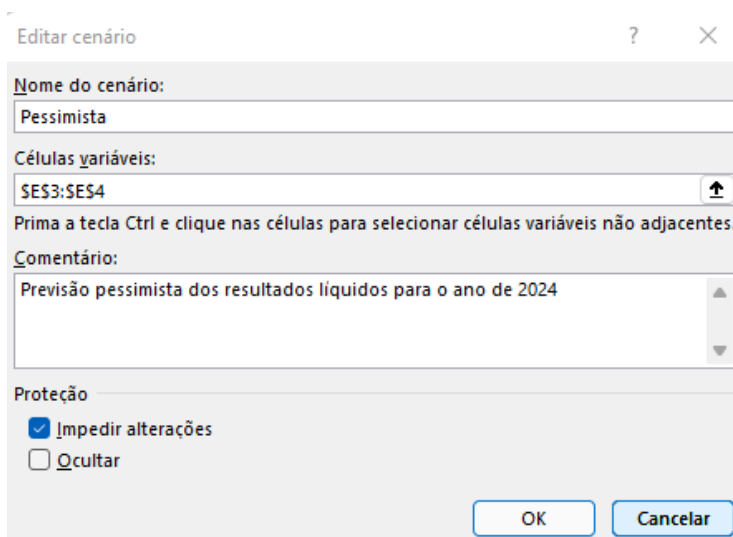 Editar cenário ?
Nome do cenário:
Pessimista
Células variáveis:
$E$3:$E$4
Prima a tecla Ctrl e clique nas células para selecionar células variáveis não adjacentes.
Comentário:
Previsão pessimista dos resultados líquidos para o ano de 2024
Proteção
Impedir alterações
Ocultar
OK Cancelar